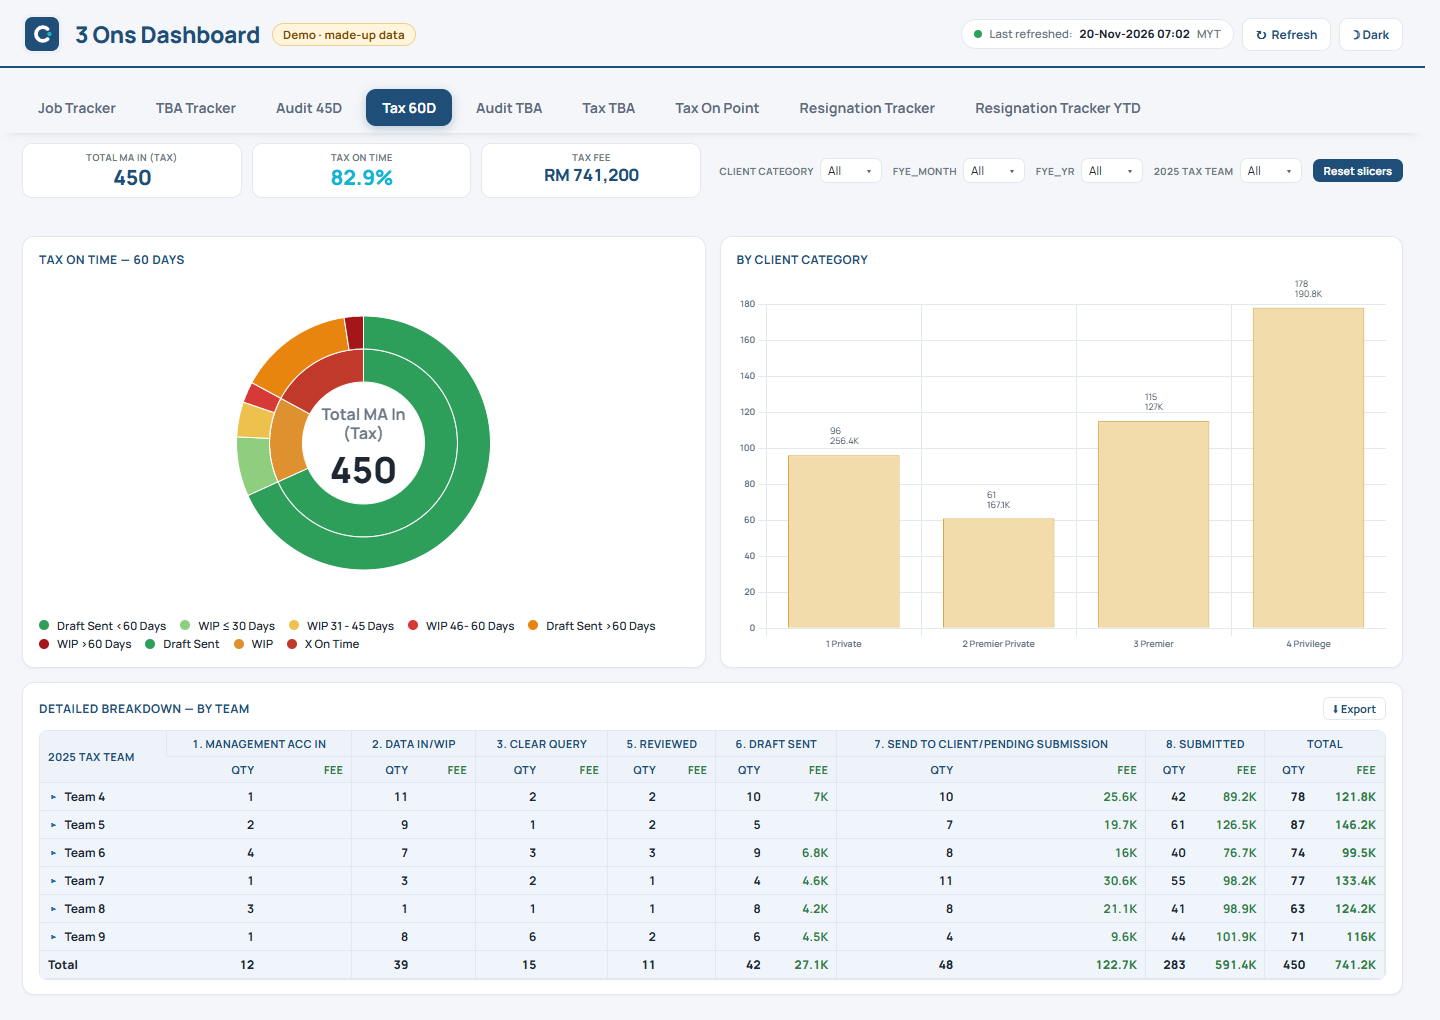 3 Ons Dashboard
Demo · made-up data
Last refreshed: 20-Nov-2026 07:02 MYT
↻ Refresh
☽ Dark
Job Tracker TBA Tracker Audit 45D Tax 60D Audit TBA Tax TBA Tax On Point Resignation Tracker Resignation Tracker YTD
TOTAL MA IN (TAX)
450
TAX ON TIME
82.9%
TAX FEE
RM 741,200
CLIENT CATEGORY All FYE_MONTH All FYE_YR All 2025 TAX TEAM All Reset slicers
TAX ON TIME — 60 DAYS
Total MA In
(Tax)
450
Draft Sent <60 Days WIP ≤ 30 Days WIP 31 - 45 Days WIP 46- 60 Days Draft Sent >60 Days
WIP >60 Days Draft Sent WIP X On Time
BY CLIENT CATEGORY
180
160
140
120
100
80
60
40
20
0
96
256.4K
61
167.1K
115
127K
178
190.8K
1 Private 2 Premier Private 3 Premier 4 Privilege
DETAILED BREAKDOWN — BY TEAM
⬇ Export
2025 TAX TEAM 1. MANAGEMENT ACC IN 2. DATA IN/WIP 3. CLEAR QUERY 5. REVIEWED 6. DRAFT SENT 7. SEND TO CLIENT/PENDING SUBMISSION 8. SUBMITTED TOTAL
QTY FEE QTY FEE QTY FEE QTY FEE QTY FEE QTY FEE QTY FEE QTY FEE
Team 4 1 11 2 2 10 7K 10 25.6K 42 89.2K 78 121.8K
Team 5 2 9 1 2 5 7 19.7K 61 126.5K 87 146.2K
Team 6 4 7 3 3 9 6.8K 8 16K 40 76.7K 74 99.5K
Team 7 1 3 2 1 4 4.6K 11 30.6K 55 98.2K 77 133.4K
Team 8 3 1 1 1 8 4.2K 8 21.1K 41 98.9K 63 124.2K
Team 9 1 8 6 2 6 4.5K 4 9.6K 44 101.9K 71 116K
Total 12 39 15 11 42 27.1K 48 122.7K 283 591.4K 450 741.2K